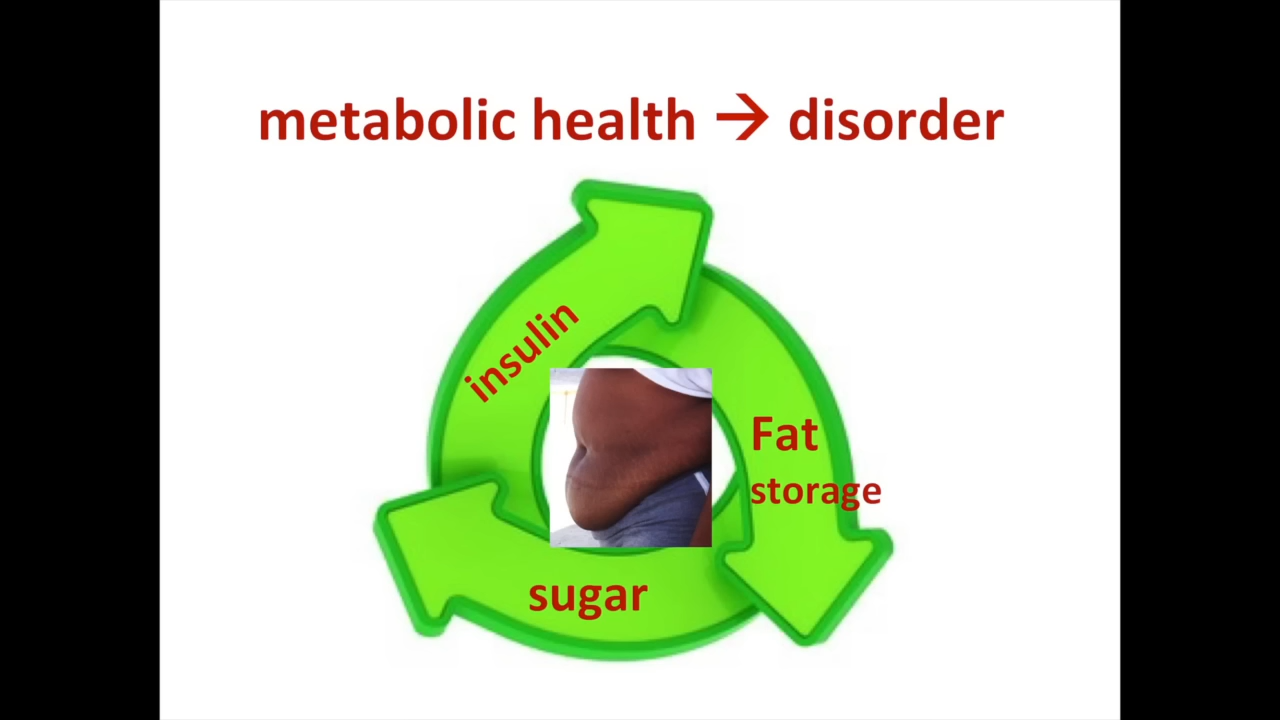 metabolic health → disorder
insulin
Fat
storage
sugar